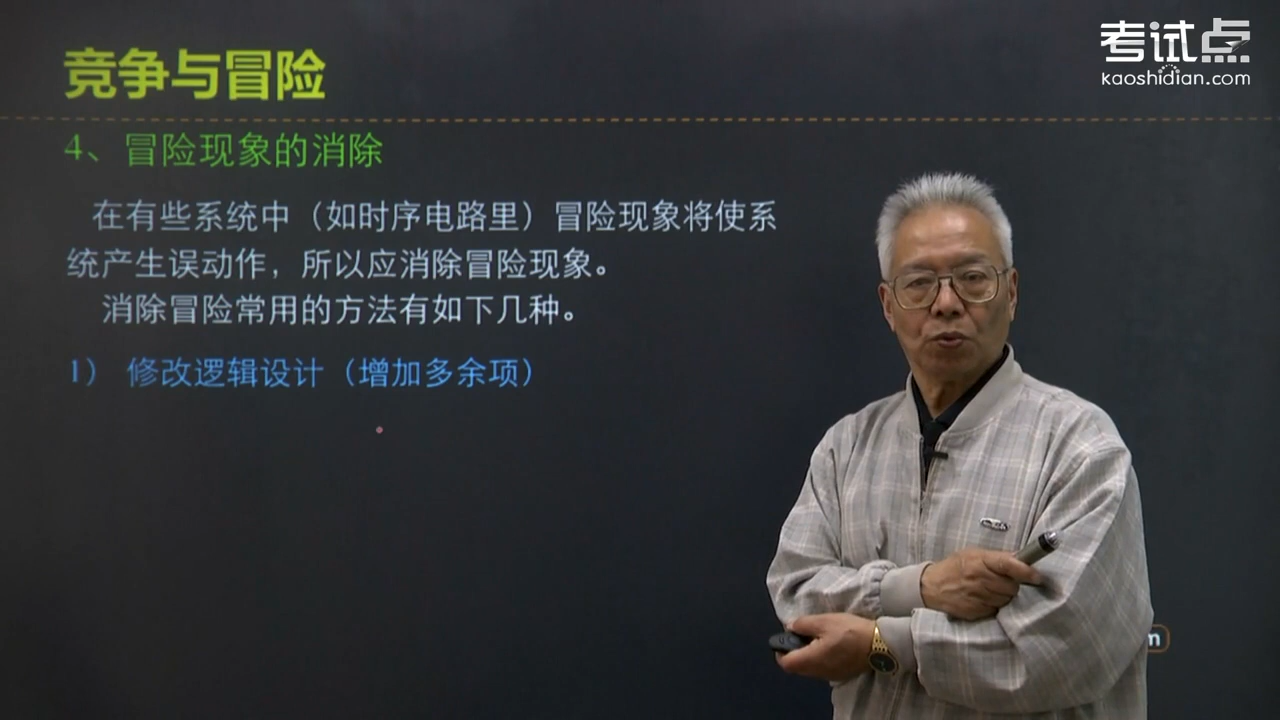 考试点
kaoshidian.com
竞争与冒险
4、冒险现象的消除
在有些系统中（如时序电路里）冒险现象将使系
统产生误动作，所以应消除冒险现象。
消除冒险常用的方法有如下几种。
1） 修改逻辑设计（增加多余项）